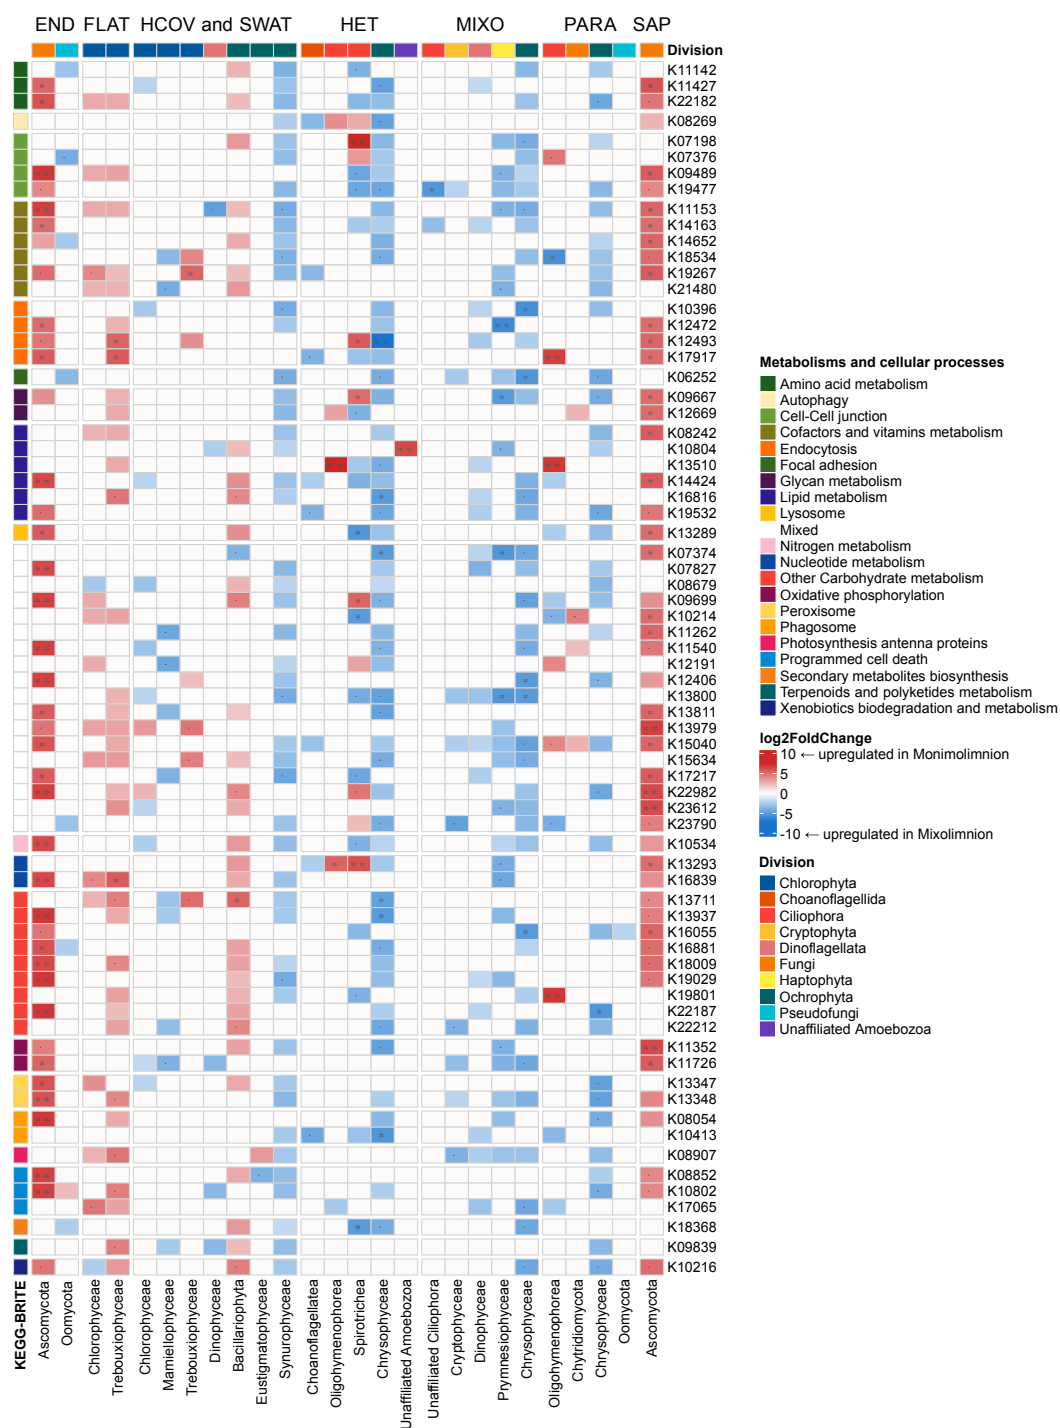 END FLAT HCOV and SWAT HET MIXO PARA SAP
Division
K11142
K11427
K22182
K08269
K07198
K07376
K09489
K19477
K11153
K14163
K14652
K18534
K19267
K21480
K10396
K12472
K12493
K17917
K06252
K09667
K12669
K08242
K10804
K13510
K14424
K16816
K19532
K13289
K07374
K07827
K08679
K09699
K10214
K11262
K11540
K12191
K12406
K13800
K13811
K13979
K15040
K15634
K17217
K22982
K23612
K23790
K10534
K13293
K16839
K13711
K13937
K16055
K16881
K18009
K19029
K19801
K22187
K22212
K11352
K11726
K13347
K13348
K08054
K10413
K08907
K08852
K10802
K17065
K18368
K09839
K10216
KEGG-BRITE
Ascomycota
Oomycota
Chlorophyceae
Trebouxiophyceae
Chlorophyceae
Mamiellophyceae
Trebouxiophyceae
Dinophyceae
Bacillariophyta
Eustigmatophyceae
Synurophyceae
Choanoflagellatea
Oligohymenophorea
Spirotrichea
Chrysophyceae
Unaffiliated Amoebozoa
Unaffiliated Ciliophora
Cryptophyceae
Dinophyceae
Prymnesiophyceae
Chrysophyceae
Oligohymenophorea
Chytridiomycota
Chrysophyceae
Oomycota
Ascomycota
Metabolisms and cellular processes
Amino acid metabolism
Autophagy
Cell-Cell junction
Cofactors and vitamins metabolism
Endocytosis
Focal adhesion
Glycan metabolism
Lipid metabolism
Lysosome
Mixed
Nitrogen metabolism
Nucleotide metabolism
Other Carbohydrate metabolism
Oxidative phosphorylation
Peroxisome
Phagosome
Photosynthesis antenna proteins
Programmed cell death
Secondary metabolites biosynthesis
Terpenoids and polyketides metabolism
Xenobiotics biodegradation and metabolism
log2FoldChange
10 ← upregulated in Monimolimnion
5
0
-5
-10 ← upregulated in Mixolimnion
Division
Chlorophyta
Choanoflagellida
Ciliophora
Cryptophyta
Dinoflagellata
Fungi
Haptophyta
Ochrophyta
Pseudofungi
Unaffiliated Amoebozoa